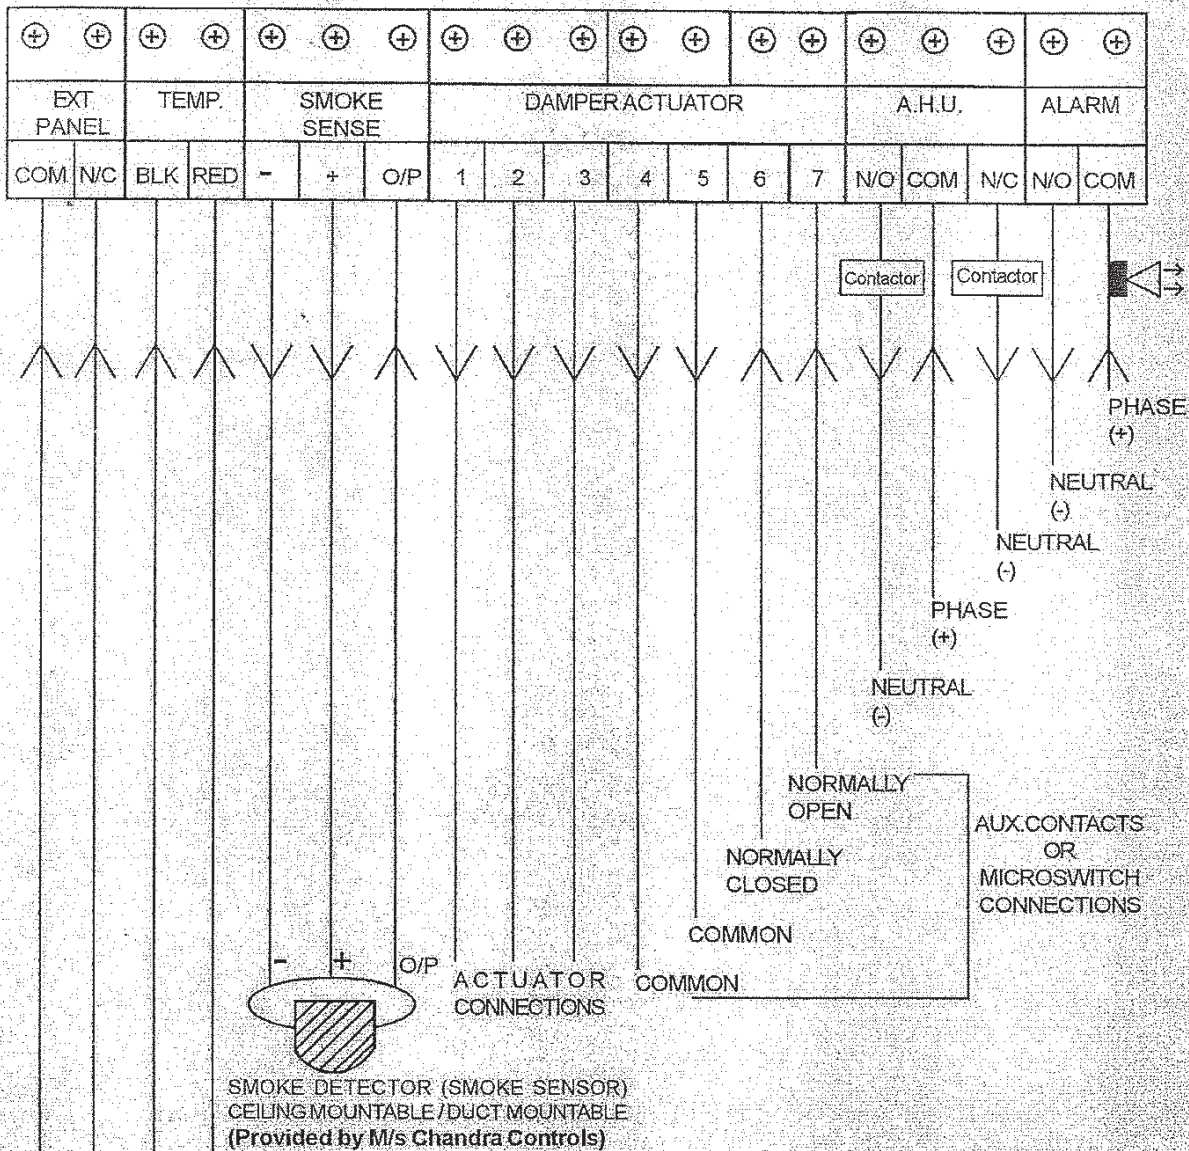 EXT TEMP. SMOKE DAMPER ACTUATOR A.H.U. ALARM
PANEL SENSE
COM N/C BLK RED - + O/P 1 2 3 4 5 6 7 N/O COM N/C N/O COM
Contactor Contactor
PHASE
(+)
NEUTRAL
(-)
NEUTRAL
(-)
PHASE
(+)
NEUTRAL
(-)
NORMALLY
OPEN
AUX.CONTACTS
OR
MICROSWITCH
CONNECTIONS
NORMALLY
CLOSED
COMMON
COMMON
- + O/P
ACTUATOR
CONNECTIONS
SMOKE DETECTOR (SMOKE SENSOR)
CEILING MOUNTABLE / DUCT MOUNTABLE
(Provided by M/s Chandra Controls)